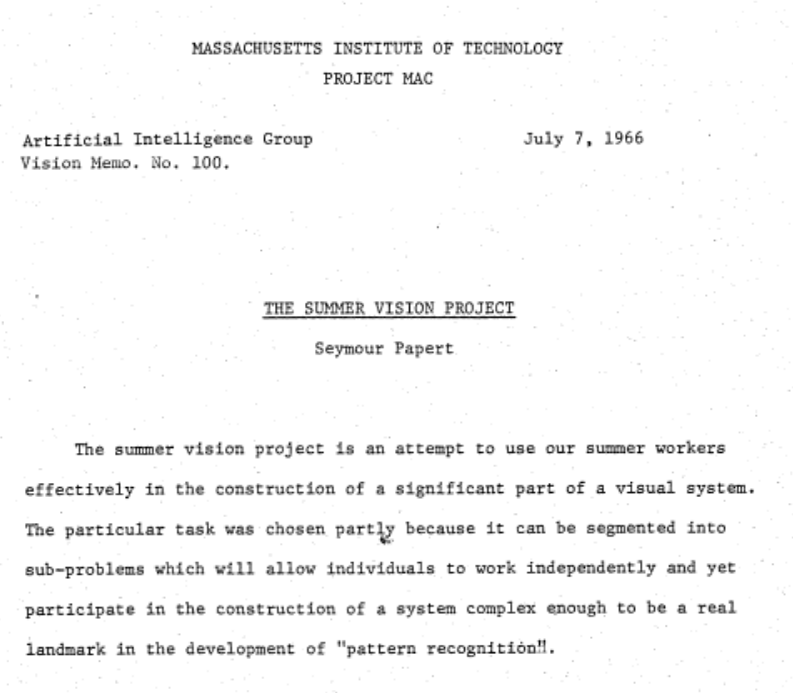 MASSACHUSETTS INSTITUTE OF TECHNOLOGY
PROJECT MAC
Artificial Intelligence Group July 7, 1966
Vision Memo. No. 100.
THE SUMMER VISION PROJECT
Seymour Papert
The summer vision project is an attempt to use our summer workers
effectively in the construction of a significant part of a visual system.
The particular task was chosen partly because it can be segmented into
sub-problems which will allow individuals to work independently and yet
participate in the construction of a system complex enough to be a real
landmark in the development of "pattern recognition".